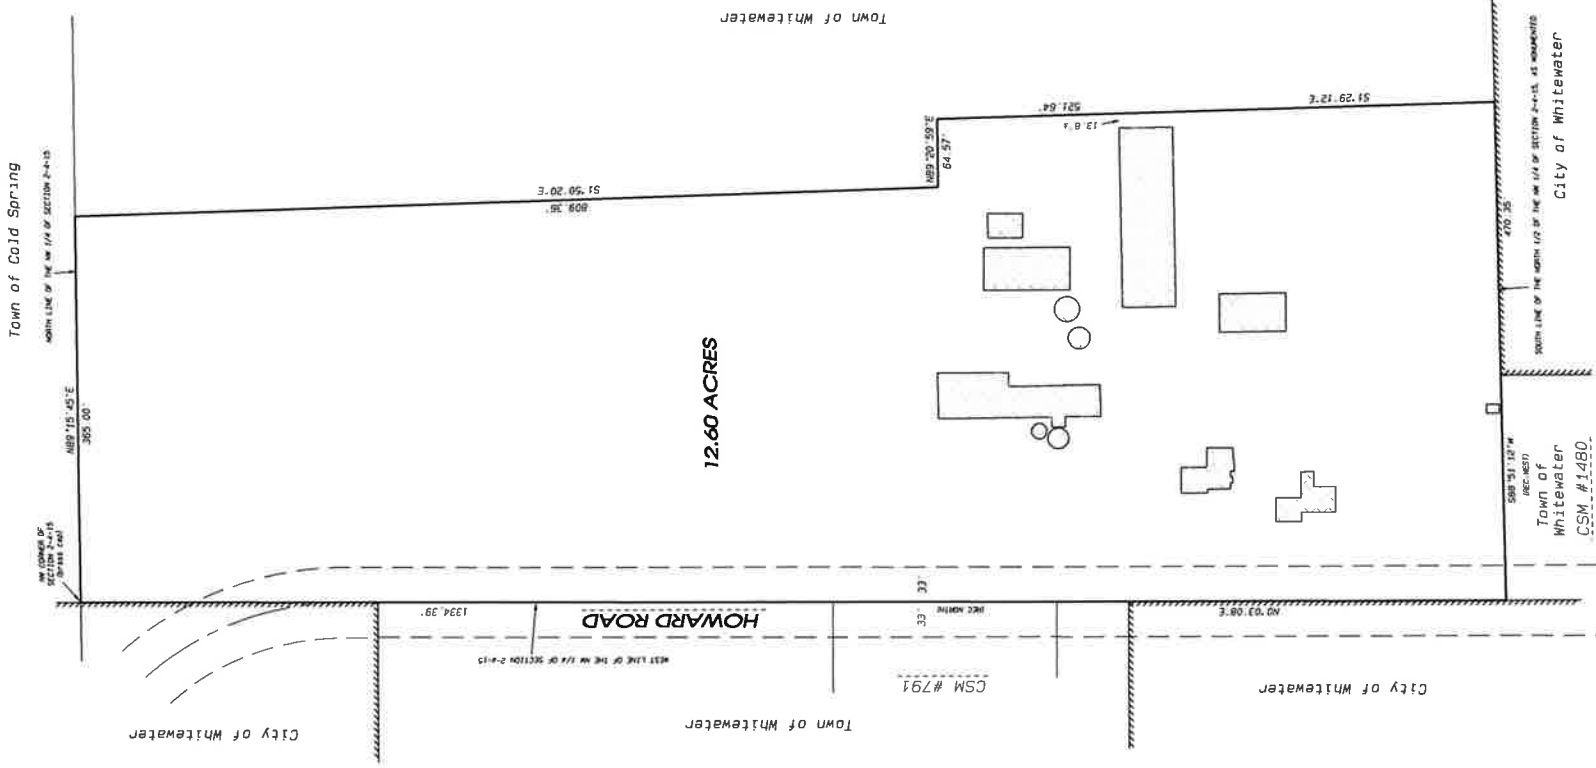 Town of Whitewater
Town of Cold Spring
NORTH LINE OF THE NW 1/4 OF SECTION 2-4-15
N89°15'45"E
365.00'
NW CORNER OF
SECTION 2-4-15
(BRASS CAP)
S1°50'20"E
809.36'
N89°20'59"E
64.57'
521.64'
S1°29'12"E
13.8'±
12.60 ACRES
470.35'
SOUTH LINE OF THE NORTH 1/2 OF THE NW 1/4 OF SECTION 2-4-15, AS MONUMENTED
City of Whitewater
S88°51'12"W
(REC. WEST)
Town of
Whitewater
CSM #1480
1334.39'
HOWARD ROAD
33'
33'
(REC NORTH)
N0°03'08"E
WEST LINE OF THE NW 1/4 OF SECTION 2-4-15
CSM #791
City of Whitewater
Town of Whitewater
City of Whitewater